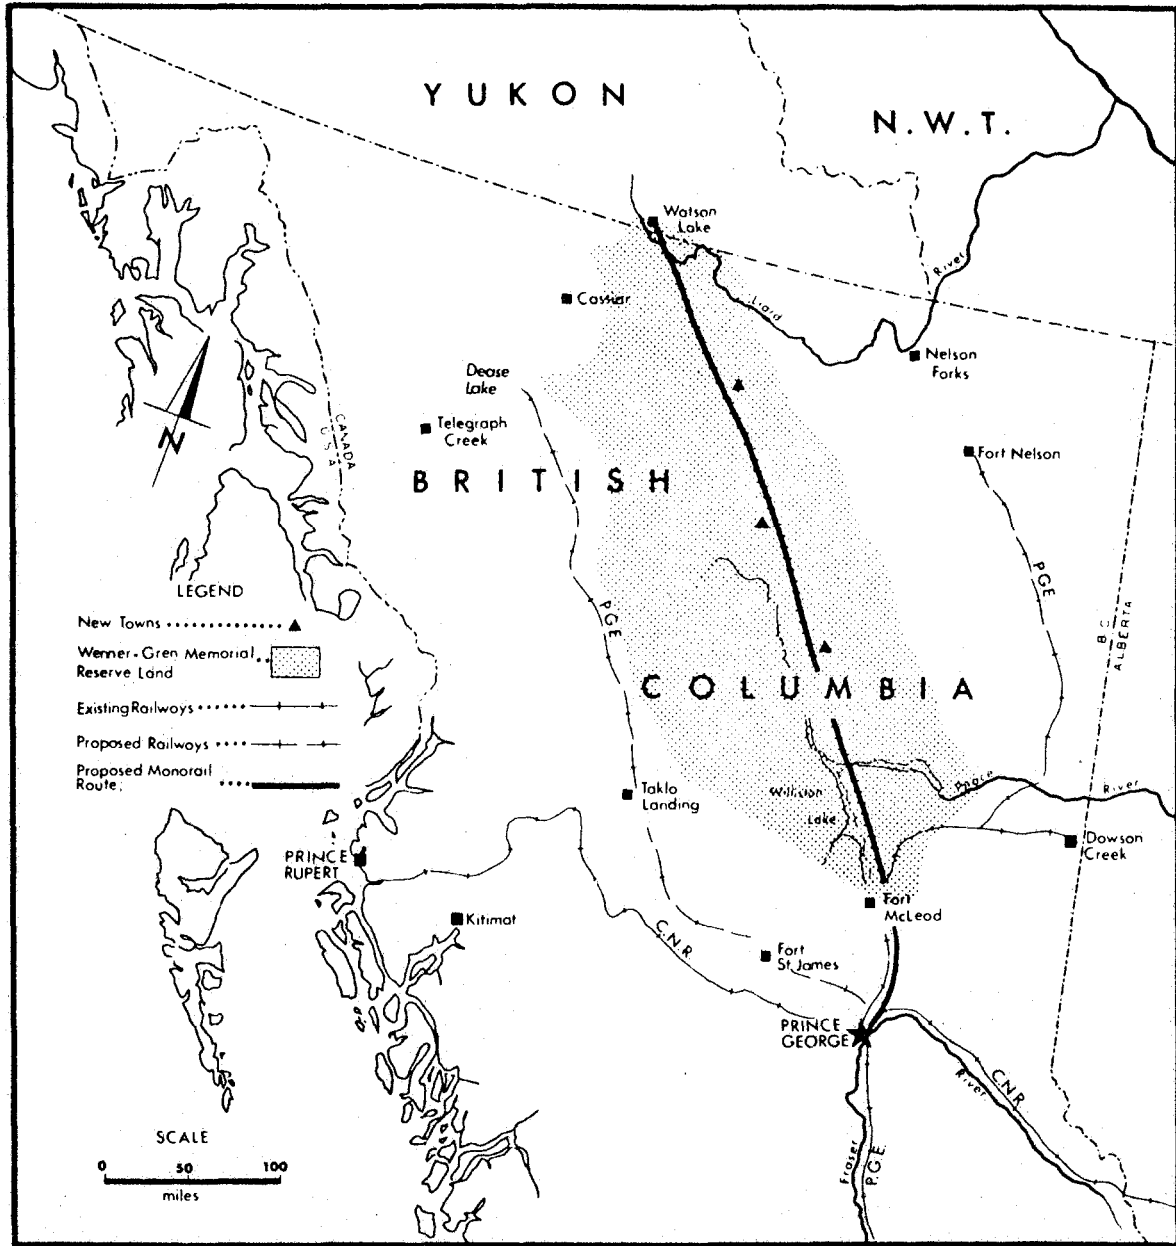 YUKON
N.W.T.
Watson
Lake
Cassiar
Liard
River
Nelson
Forks
Dease
Lake
Telegraph
Creek
CANADA
U.S.A.
N
BRITISH
Fort Nelson
PGE
PGE
B.C.
ALBERTA
LEGEND
New Towns
Wenner-Gren Memorial
Reserve Land
Existing Railways
Proposed Railways
Proposed Monorail
Route;
COLUMBIA
Takla
Landing
Williston
Lake
Peace
River
Dawson
Creek
PRINCE
RUPERT
Kitimat
Fort
McLeod
C.N.R.
Fort
St. James
PRINCE
GEORGE
C.N.R.
River
Fraser
P.G.E.
SCALE
0 50 100
miles